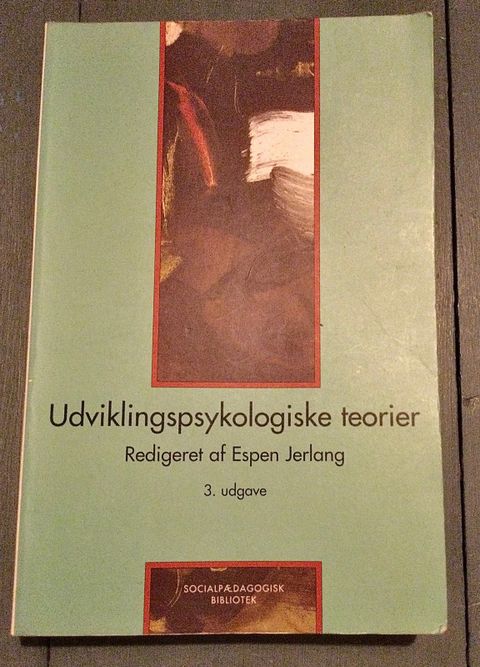 Udviklingspsykologiske teorier
Redigeret af Espen Jerlang
3. udgave
SOCIALPÆDAGOGISK
BIBLIOTEK